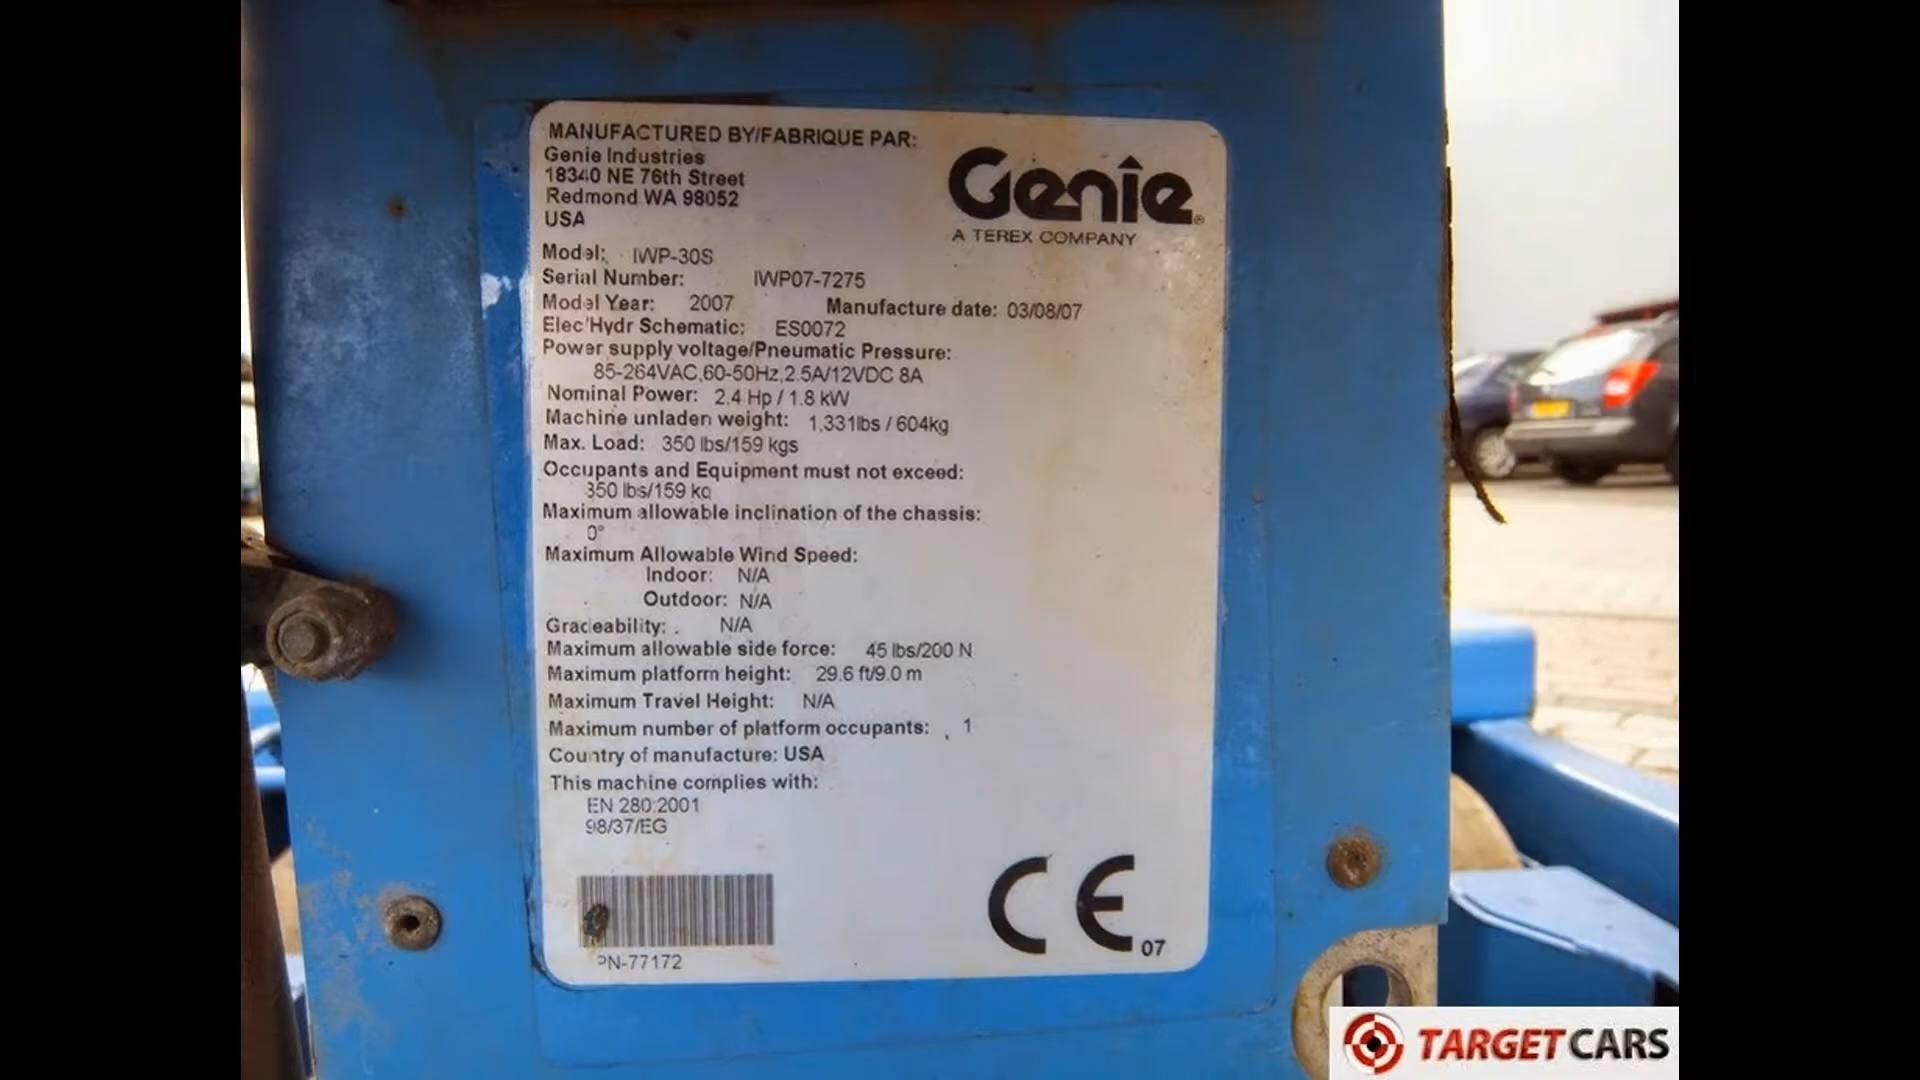 MANUFACTURED BY/FABRIQUE PAR:
Genie Industries
18340 NE 76th Street
Redmond WA 98052
USA
Genie®
A TEREX COMPANY
Model: IWP-30S
Serial Number: IWP07-7275
Model Year: 2007 Manufacture date: 03/08/07
Elec/Hydr Schematic: ES0072
Power supply voltage/Pneumatic Pressure:
85-264VAC,60-50Hz,2.5A/12VDC 8A
Nominal Power: 2.4 Hp / 1.8 kW
Machine unladen weight: 1,331lbs / 604kg
Max. Load: 350 lbs/159 kgs
Occupants and Equipment must not exceed:
350 lbs/159 kg
Maximum allowable inclination of the chassis:
0°
Maximum Allowable Wind Speed:
Indoor: N/A
Outdoor: N/A
Gradeability: N/A
Maximum allowable side force: 45 lbs/200 N
Maximum platform height: 29.6 ft/9.0 m
Maximum Travel Height: N/A
Maximum number of platform occupants: 1
Country of manufacture: USA
This machine complies with:
EN 280:2001
98/37/EG
PN-77172
CE 07
TARGETCARS